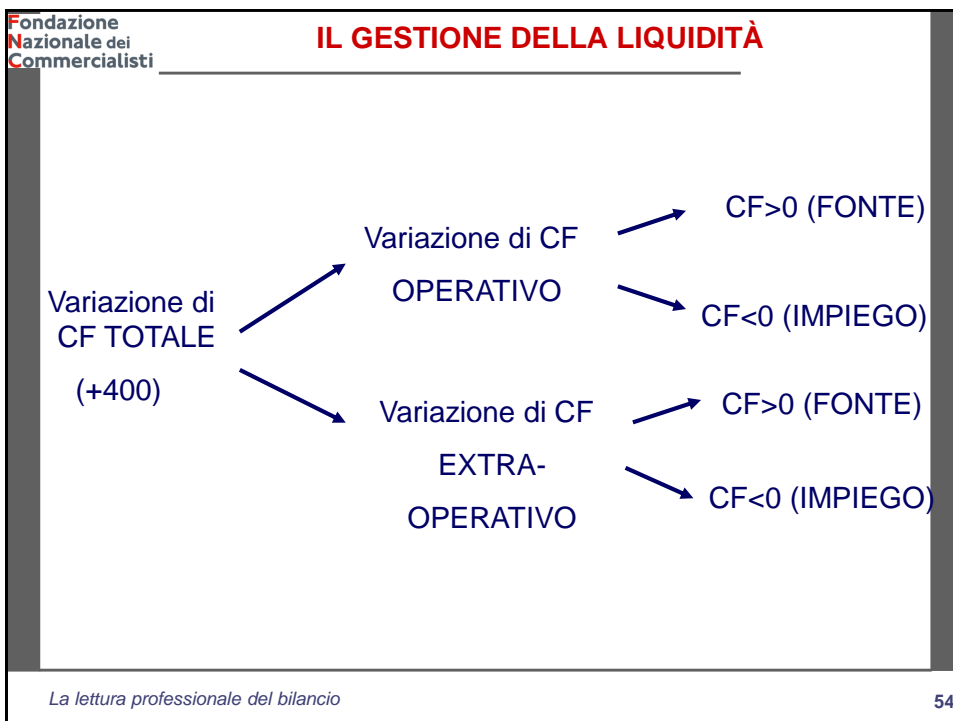 Fondazione
Nazionale dei
Commercialisti
IL GESTIONE DELLA LIQUIDITÀ
Variazione di
CF TOTALE
(+400)
Variazione di CF
OPERATIVO
CF>0 (FONTE)
CF<0 (IMPIEGO)
Variazione di CF
EXTRA-
OPERATIVO
CF>0 (FONTE)
CF<0 (IMPIEGO)
La lettura professionale del bilancio
54